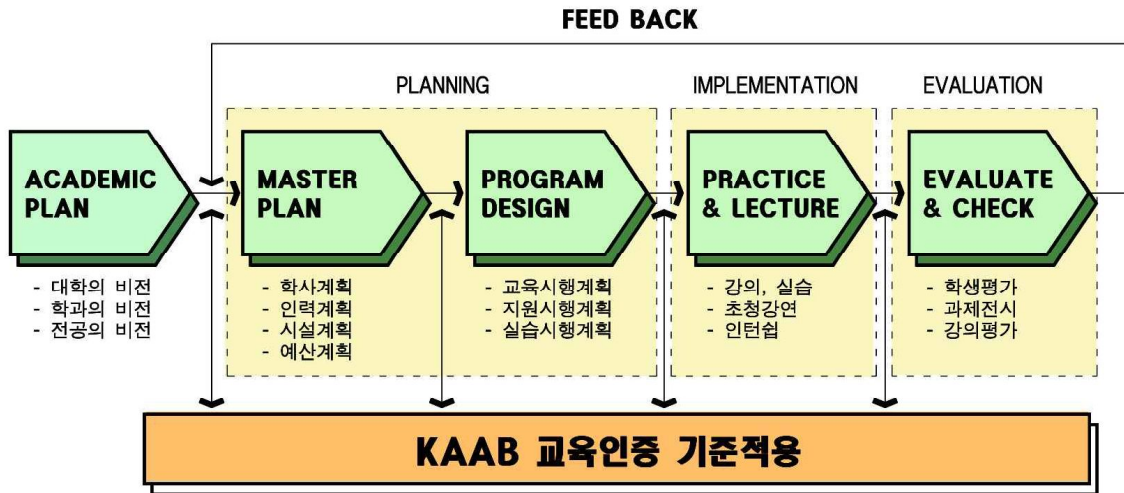 FEED BACK
PLANNING
IMPLEMENTATION
EVALUATION
ACADEMIC
PLAN
- 대학의 비전
- 학과의 비전
- 전공의 비전
MASTER
PLAN
- 학사계획
- 인력계획
- 시설계획
- 예산계획
PROGRAM
DESIGN
- 교육시행계획
- 지원시행계획
- 실습시행계획
PRACTICE
& LECTURE
- 강의, 실습
- 초청강연
- 인턴쉽
EVALUATE
& CHECK
- 학생평가
- 과제전시
- 강의평가
KAAB 교육인증 기준적용